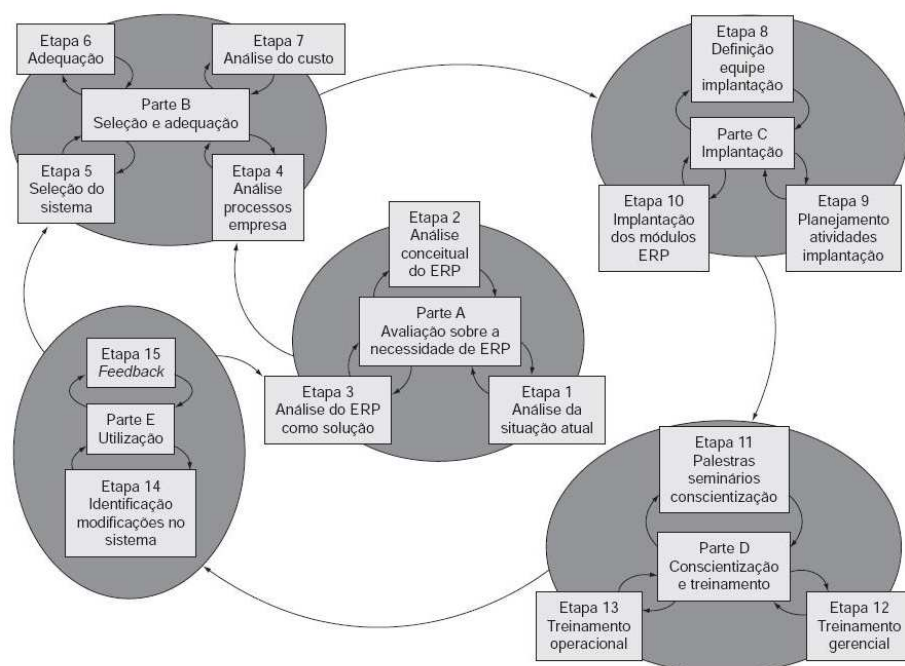 Etapa 6
Adequação
Etapa 7
Análise do custo
Parte B
Seleção e adequação
Etapa 5
Seleção do
sistema
Etapa 4
Análise
processos
empresa
Etapa 8
Definição
equipe
implantação
Parte C
Implantação
Etapa 10
Implantação
dos módulos
ERP
Etapa 9
Planejamento
atividades
implantação
Etapa 2
Análise
conceitual
do ERP
Parte A
Avaliação sobre a
necessidade de ERP
Etapa 3
Análise do ERP
como solução
Etapa 1
Análise da
situação atual
Etapa 15
Feedback
Parte E
Utilização
Etapa 14
Identificação
modificações no
sistema
Etapa 11
Palestras
seminários
conscientização
Parte D
Conscientização
e treinamento
Etapa 13
Treinamento
operacional
Etapa 12
Treinamento
gerencial